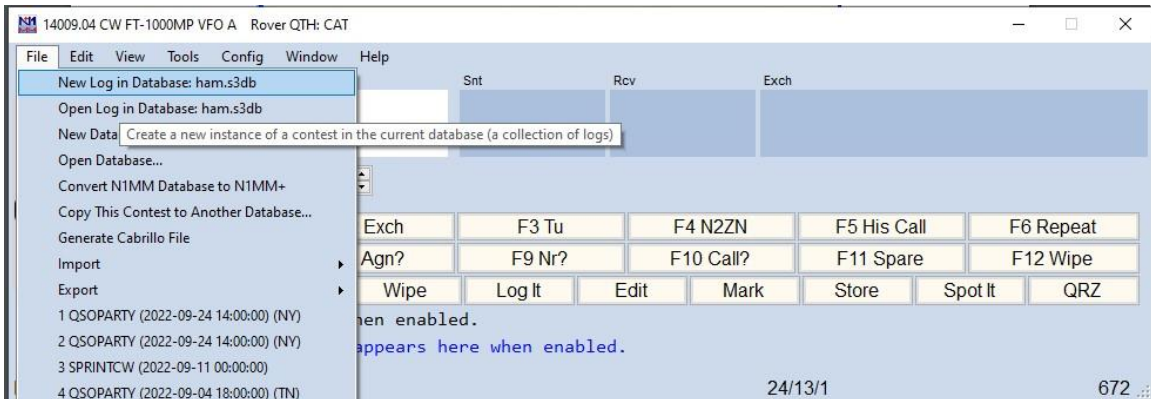 14009.04 CW FT-1000MP VFO A Rover QTH: CAT
File Edit View Tools Config Window Help
New Log in Database: ham.s3db
Snt Rcv Exch
Open Log in Database: ham.s3db
New Data
Create a new instance of a contest in the current database (a collection of logs)
Open Database...
Convert N1MM Database to N1MM+
Copy This Contest to Another Database...
Generate Cabrillo File
Import
Export
1 QSOPARTY (2022-09-24 14:00:00) (NY)
2 QSOPARTY (2022-09-24 14:00:00) (NY)
3 SPRINTCW (2022-09-11 00:00:00)
4 QSOPARTY (2022-09-04 18:00:00) (TN)
Exch F3 Tu F4 N2ZN F5 His Call F6 Repeat
Agn? F9 Nr? F10 Call? F11 Spare F12 Wipe
Wipe Log It Edit Mark Store Spot It QRZ
when enabled.
appears here when enabled.
24/13/1 672